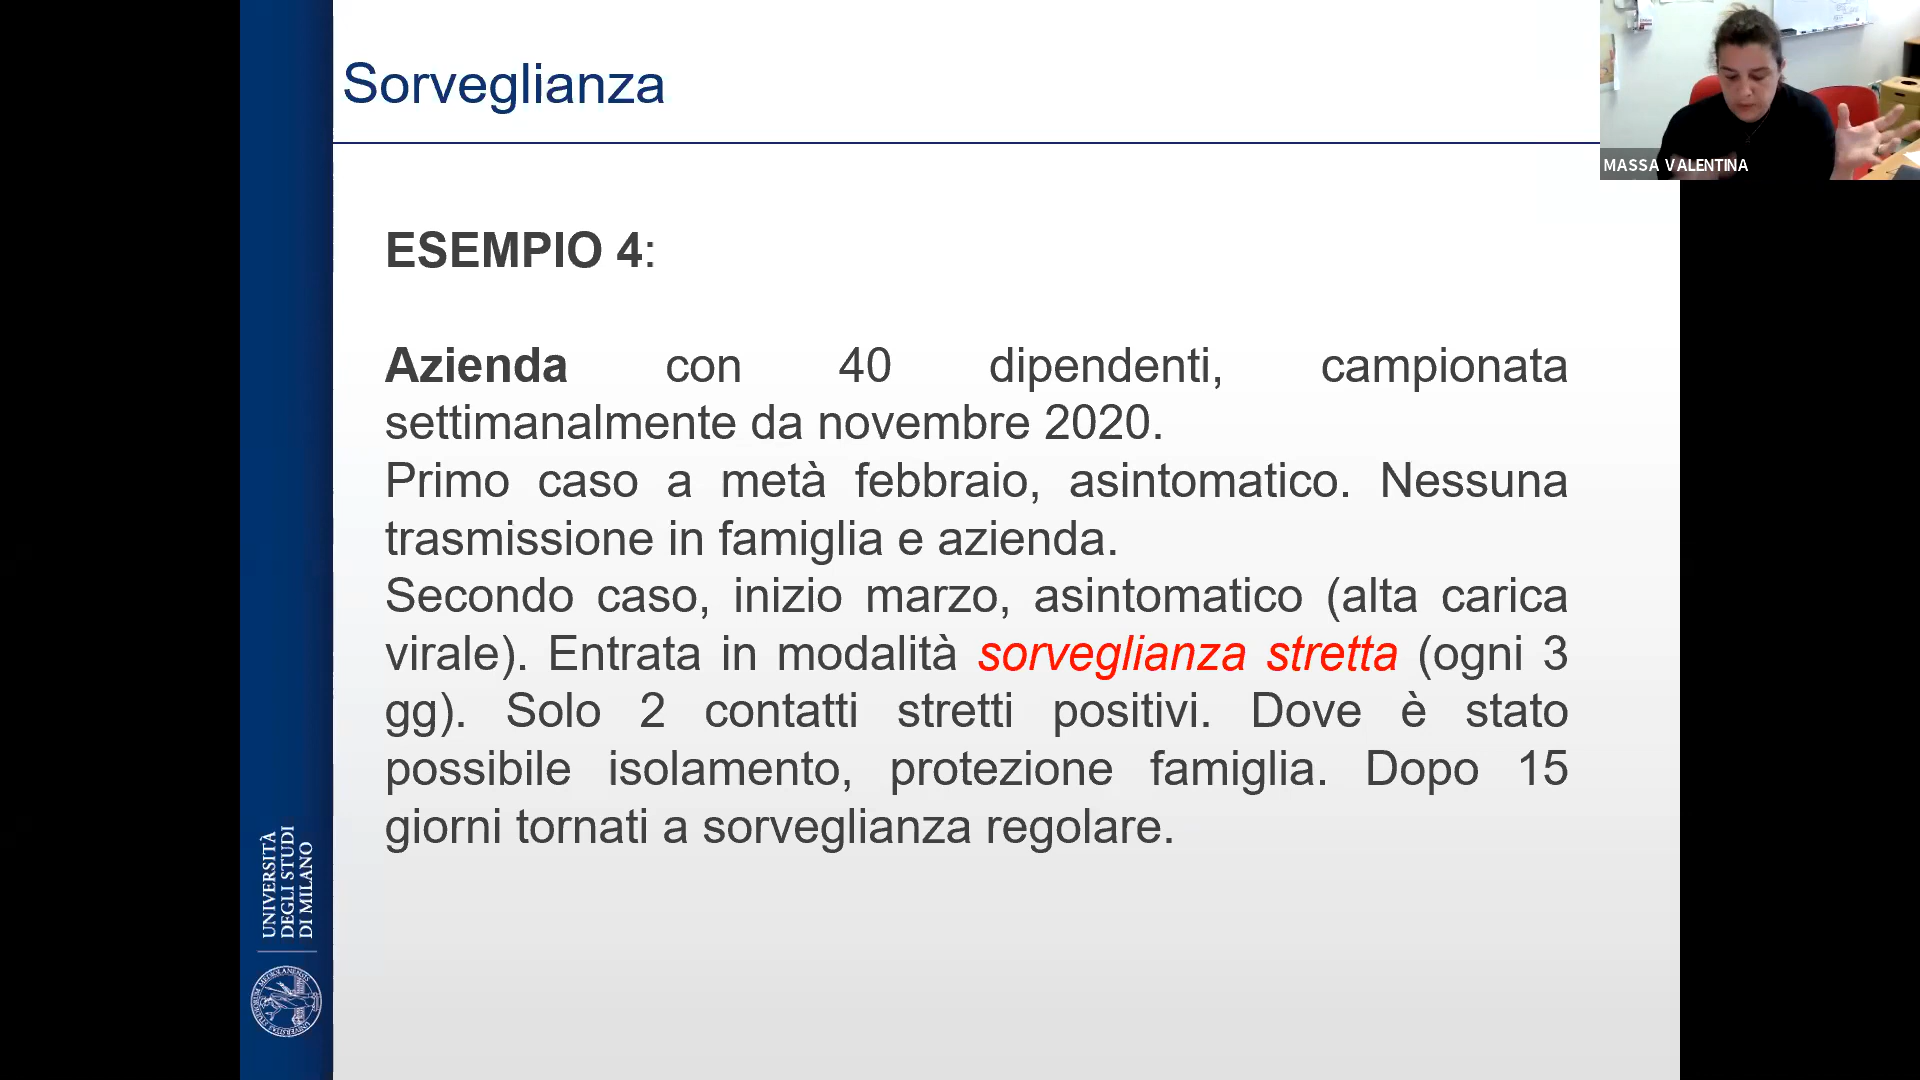 Sorveglianza
MASSA VALENTINA
ESEMPIO 4:
Azienda con 40 dipendenti, campionata
settimanalmente da novembre 2020.
Primo caso a metà febbraio, asintomatico. Nessuna
trasmissione in famiglia e azienda.
Secondo caso, inizio marzo, asintomatico (alta carica
virale). Entrata in modalità sorveglianza stretta (ogni 3
gg). Solo 2 contatti stretti positivi. Dove è stato
possibile isolamento, protezione famiglia. Dopo 15
giorni tornati a sorveglianza regolare.
UNIVERSITÀ
DEGLI STUDI
DI MILANO